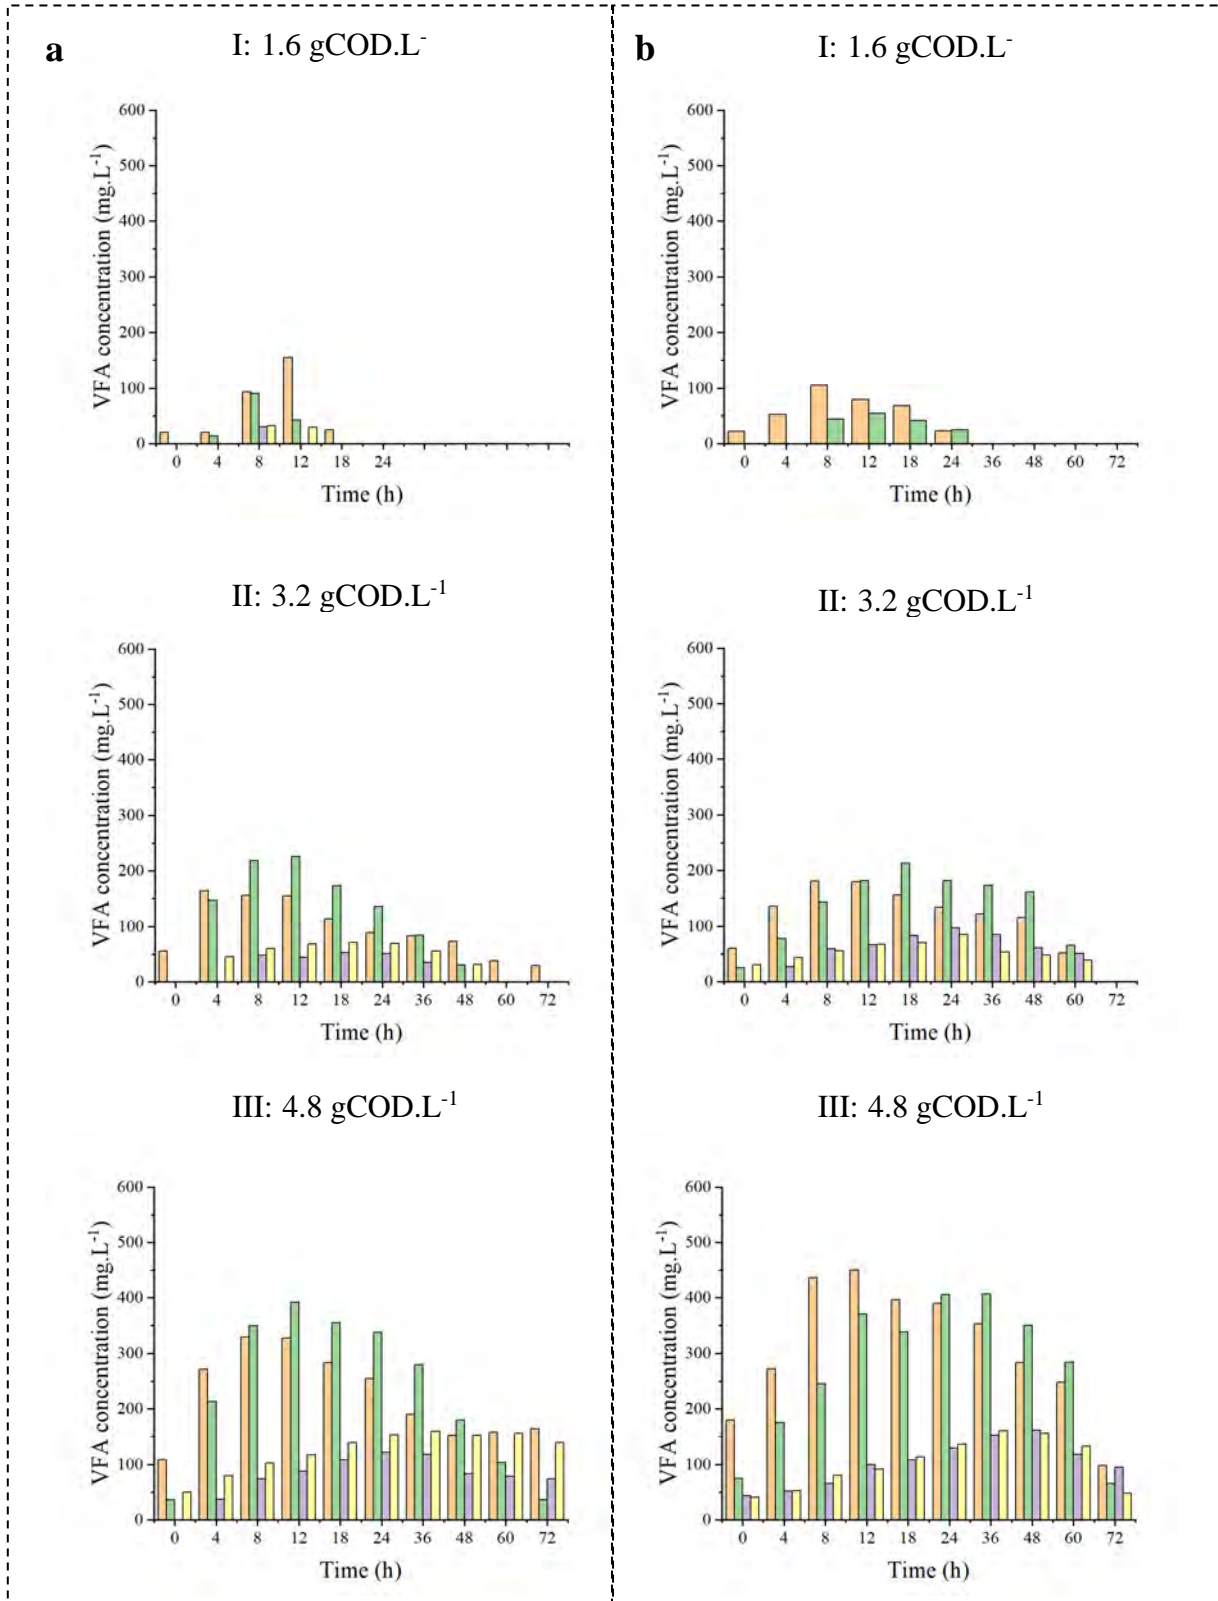 a
I: 1.6 gCOD.L-
VFA concentration (mg.L-1)
600
500
400
300
200
100
0
0 4 8 12 18 24
Time (h)
II: 3.2 gCOD.L-1
VFA concentration (mg.L-1)
600
500
400
300
200
100
0
0 4 8 12 18 24 36 48 60 72
Time (h)
III: 4.8 gCOD.L-1
VFA concentration (mg.L-1)
600
500
400
300
200
100
0
0 4 8 12 18 24 36 48 60 72
Time (h)
b
I: 1.6 gCOD.L-
VFA concentration (mg.L-1)
600
500
400
300
200
100
0
0 4 8 12 18 24 36 48 60 72
Time (h)
II: 3.2 gCOD.L-1
VFA concentration (mg.L-1)
600
500
400
300
200
100
0
0 4 8 12 18 24 36 48 60 72
Time (h)
III: 4.8 gCOD.L-1
VFA concentration (mg.L-1)
600
500
400
300
200
100
0
0 4 8 12 18 24 36 48 60 72
Time (h)